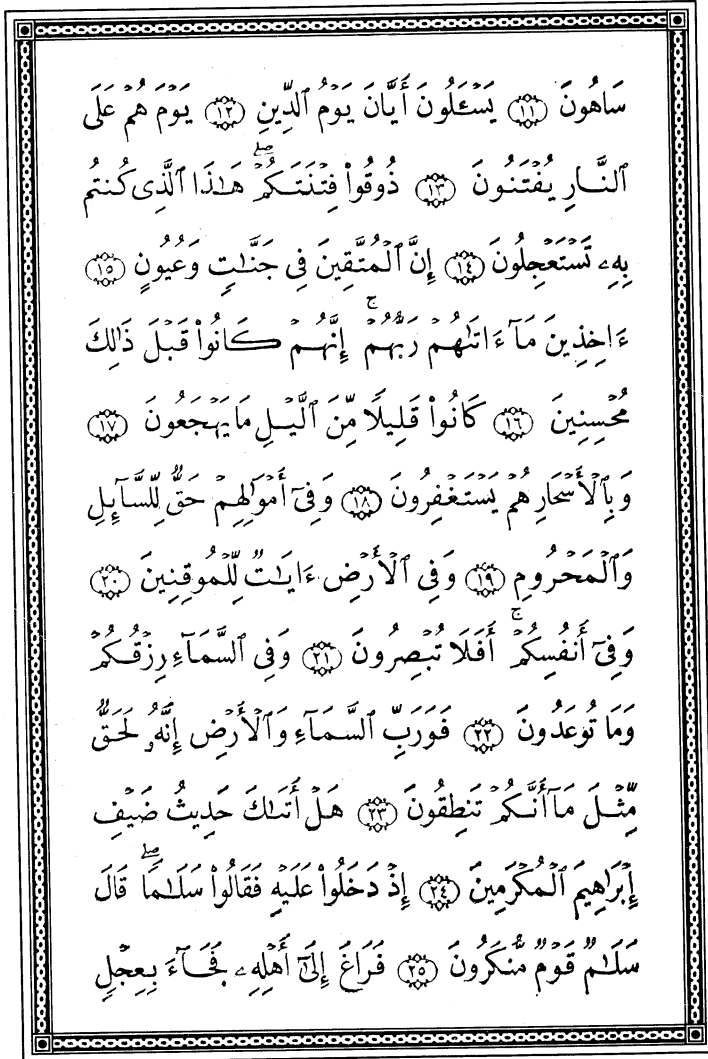 سَاهُونَ ﴿١١﴾ يَسْـَٔلُونَ أَيَّانَ يَوْمُ ٱلدِّينِ ﴿١٢﴾ يَوْمَ هُمْ عَلَى
ٱلنَّارِ يُفْتَنُونَ ﴿١٣﴾ ذُوقُوا۟ فِتْنَتَكُمْ ۖ هَـٰذَا ٱلَّذِى كُنتُم
بِهِۦ تَسْتَعْجِلُونَ ﴿١٤﴾ إِنَّ ٱلْمُتَّقِينَ فِى جَنَّـٰتٍ وَعُيُونٍ ﴿١٥﴾
ءَاخِذِينَ مَآ ءَاتَىٰهُمْ رَبُّهُمْ ۚ إِنَّهُمْ كَانُوا۟ قَبْلَ ذَٰلِكَ
مُحْسِنِينَ ﴿١٦﴾ كَانُوا۟ قَلِيلًا مِّنَ ٱلَّيْلِ مَا يَهْجَعُونَ ﴿١٧﴾
وَبِٱلْأَسْحَارِ هُمْ يَسْتَغْفِرُونَ ﴿١٨﴾ وَفِىٓ أَمْوَٰلِهِمْ حَقٌّ لِّلسَّآئِلِ
وَٱلْمَحْرُومِ ﴿١٩﴾ وَفِى ٱلْأَرْضِ ءَايَـٰتٌ لِّلْمُوقِنِينَ ﴿٢٠﴾
وَفِىٓ أَنفُسِكُمْ ۚ أَفَلَا تُبْصِرُونَ ﴿٢١﴾ وَفِى ٱلسَّمَآءِ رِزْقُكُمْ
وَمَا تُوعَدُونَ ﴿٢٢﴾ فَوَرَبِّ ٱلسَّمَآءِ وَٱلْأَرْضِ إِنَّهُۥ لَحَقٌّ
مِّثْلَ مَآ أَنَّكُمْ تَنطِقُونَ ﴿٢٣﴾ هَلْ أَتَىٰكَ حَدِيثُ ضَيْفِ
إِبْرَٰهِيمَ ٱلْمُكْرَمِينَ ﴿٢٤﴾ إِذْ دَخَلُوا۟ عَلَيْهِ فَقَالُوا۟ سَلَـٰمًا ۖ قَالَ
سَلَـٰمٌ قَوْمٌ مُّنكَرُونَ ﴿٢٥﴾ فَرَاغَ إِلَىٰٓ أَهْلِهِۦ فَجَآءَ بِعِجْلٍ